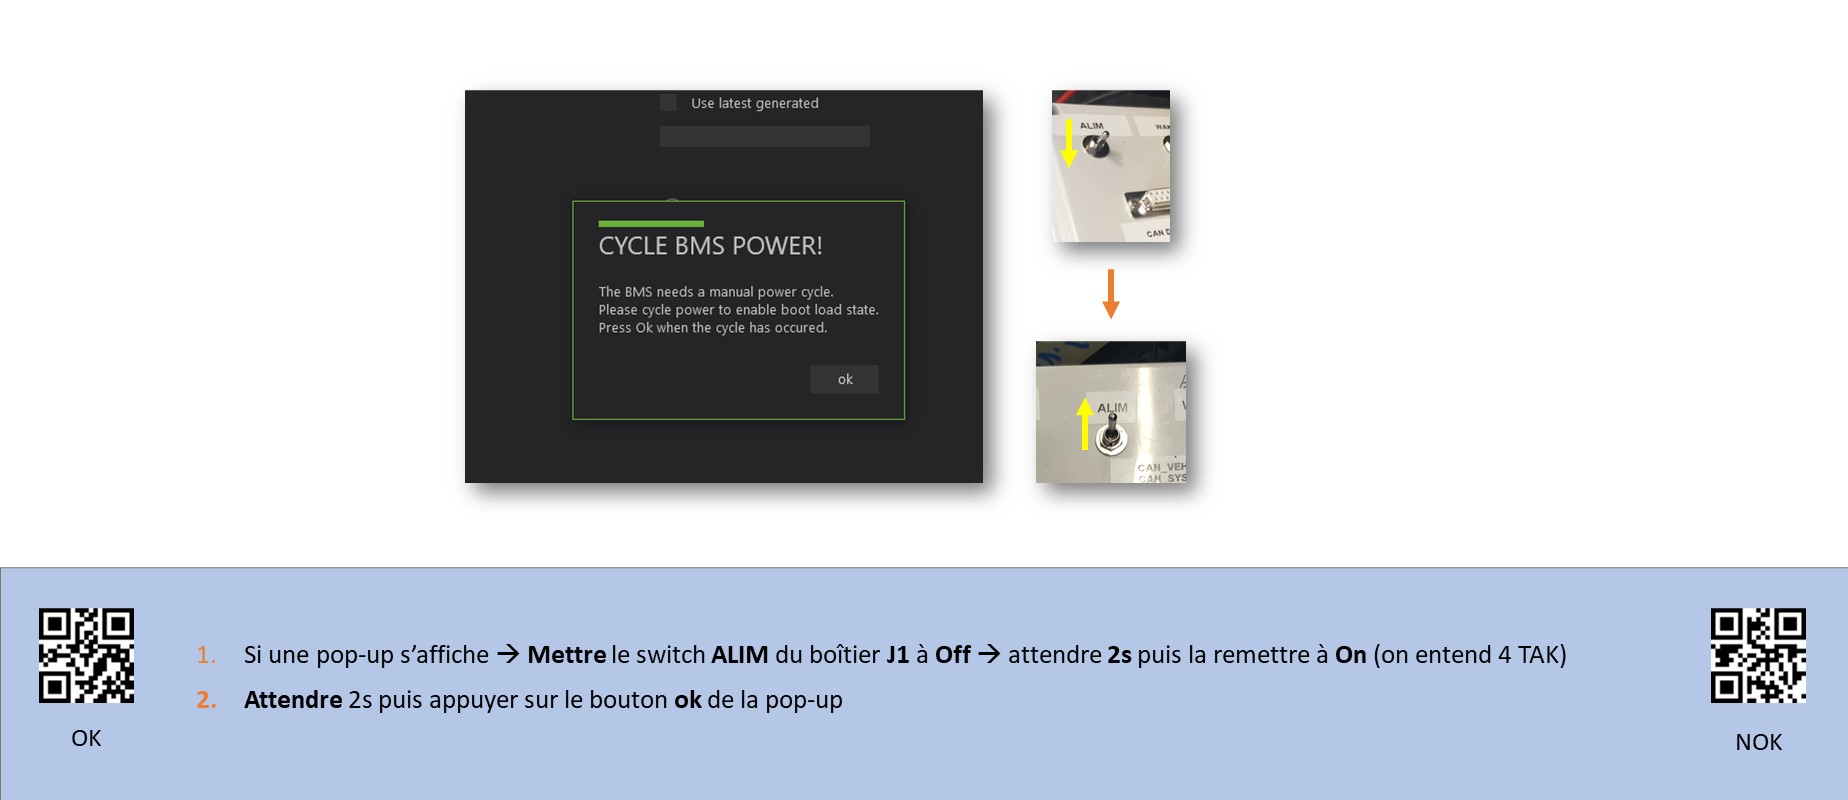 Use latest generated
CYCLE BMS POWER!
The BMS needs a manual power cycle.
Please cycle power to enable boot load state.
Press Ok when the cycle has occured.
ok
ALIM
CAN D
ALIM
CAN_VEH
CAN_SYS
1. Si une pop-up s’affiche → Mettre le switch ALIM du boîtier J1 à Off → attendre 2s puis la remettre à On (on entend 4 TAK)
2. Attendre 2s puis appuyer sur le bouton ok de la pop-up
OK
NOK